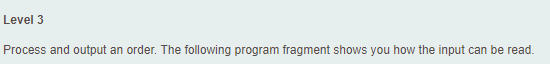 Level 3
Process and output an order. The following program fragment shows you how the input can be read.